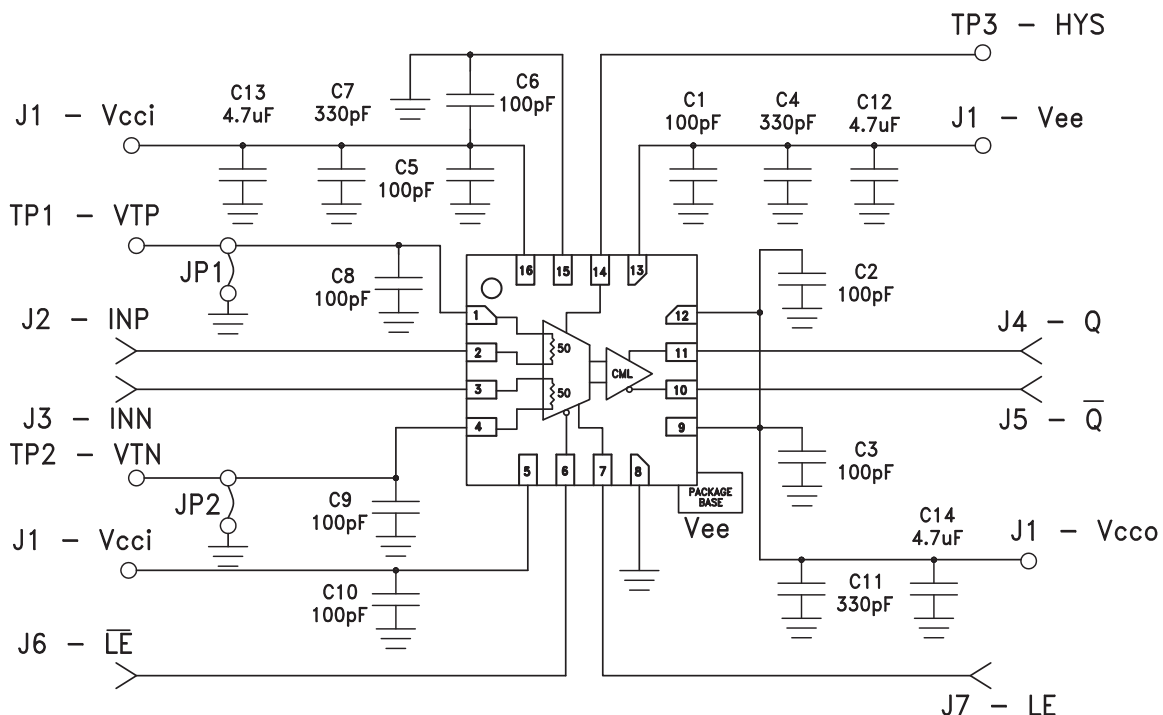 TP3 - HYS
J1 - Vcci
C13
4.7uF
C7
330pF
C6
100pF
C5
100pF
C1
100pF
C4
330pF
C12
4.7uF
J1 - Vee
TP1 - VTP
JP1
C8
100pF
16
15
14
13
C2
100pF
J2 - INP
1
2
3
4
50
50
CML
12
11
10
9
J4 - Q
J3 - INN
J5 - Q̅
TP2 - VTN
JP2
C9
100pF
5
6
7
8
PACKAGE
BASE
Vee
C3
100pF
J1 - Vcci
C10
100pF
C14
4.7uF
J1 - Vcco
C11
330pF
J6 - L̅E̅
J7 - LE